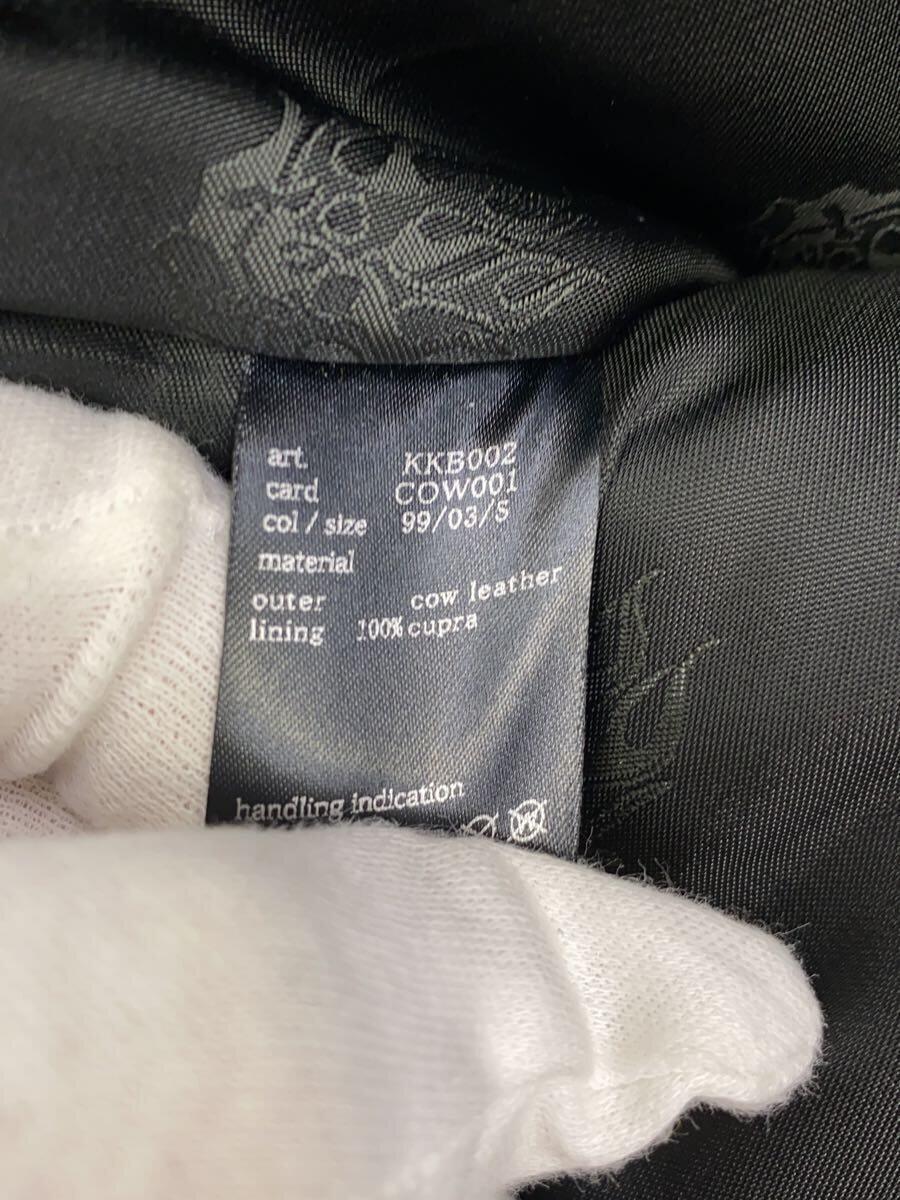 art. KKB002
card COW001
col / size 99/03/S
material
outer cow leather
lining 100% cupra
handling indication